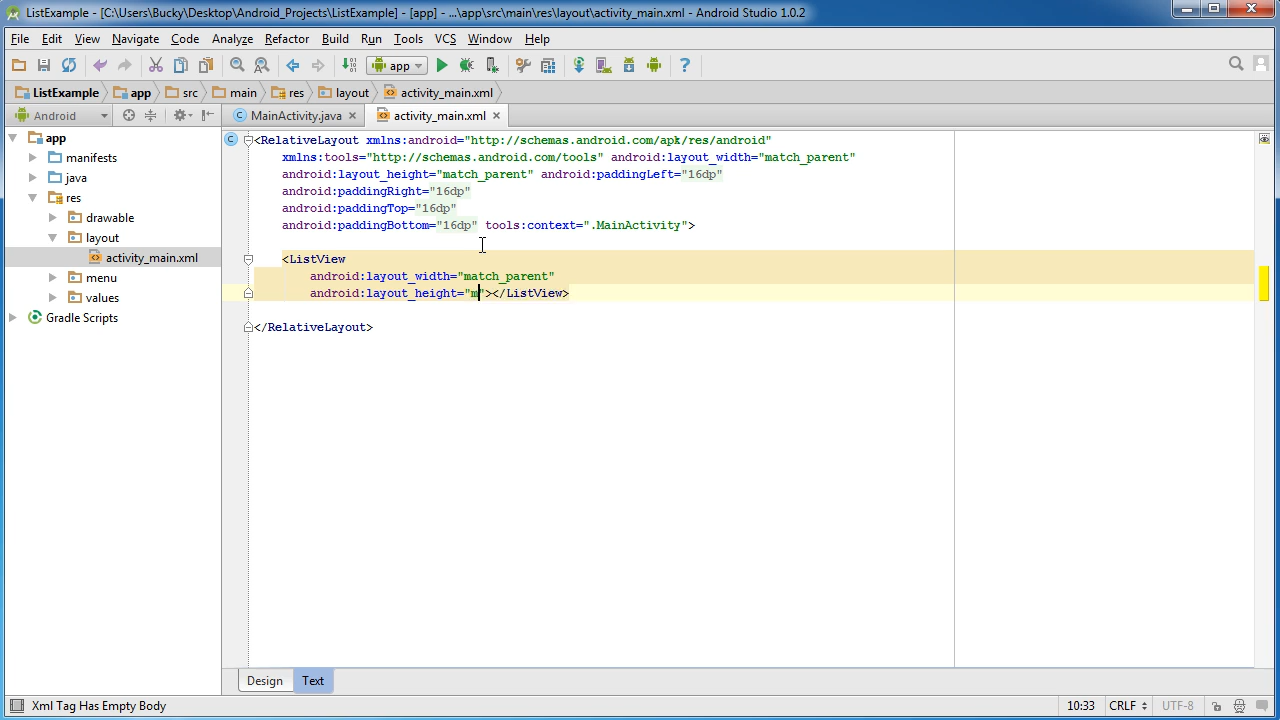 ListExample - [C:\Users\Bucky\Desktop\Android_Projects\ListExample] - [app] - ...\app\src\main\res\layout\activity_main.xml - Android Studio 1.0.2
File Edit View Navigate Code Analyze Refactor Build Run Tools VCS Window Help
app
ListExample app src main res layout activity_main.xml
Android
MainActivity.java
activity_main.xml
app
manifests
java
res
drawable
layout
activity_main.xml
menu
values
Gradle Scripts
<RelativeLayout xmlns:android="http://schemas.android.com/apk/res/android"
xmlns:tools="http://schemas.android.com/tools" android:layout_width="match_parent"
android:layout_height="match_parent" android:paddingLeft="16dp"
android:paddingRight="16dp"
android:paddingTop="16dp"
android:paddingBottom="16dp" tools:context=".MainActivity">
<ListView
android:layout_width="match_parent"
android:layout_height="m"></ListView>
</RelativeLayout>
Design Text
Xml Tag Has Empty Body
10:33 CRLF UTF-8